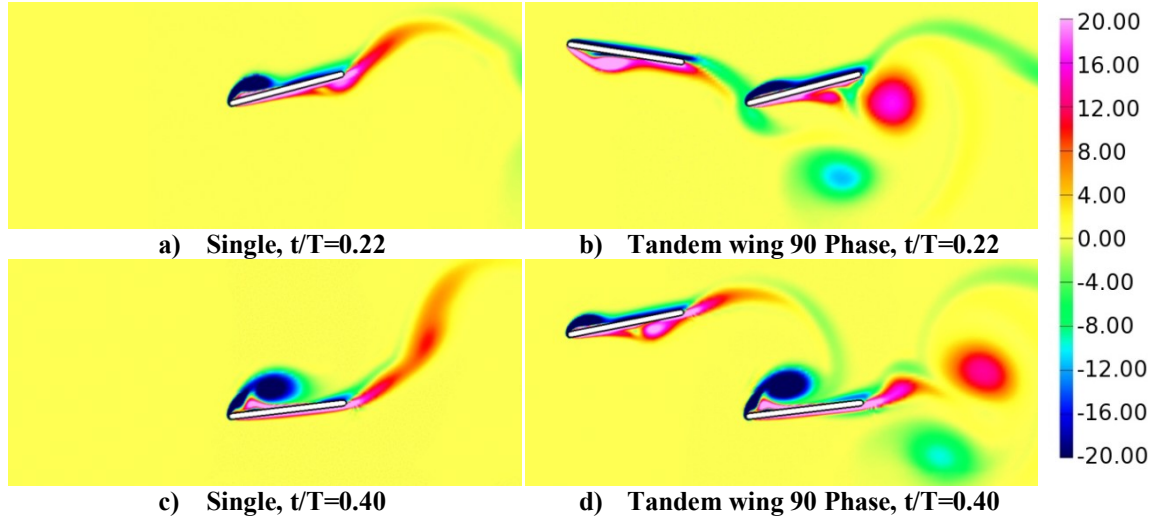 a) Single, t/T=0.22
b) Tandem wing 90 Phase, t/T=0.22
c) Single, t/T=0.40
d) Tandem wing 90 Phase, t/T=0.40
20.00
16.00
12.00
8.00
4.00
0.00
-4.00
-8.00
-12.00
-16.00
-20.00